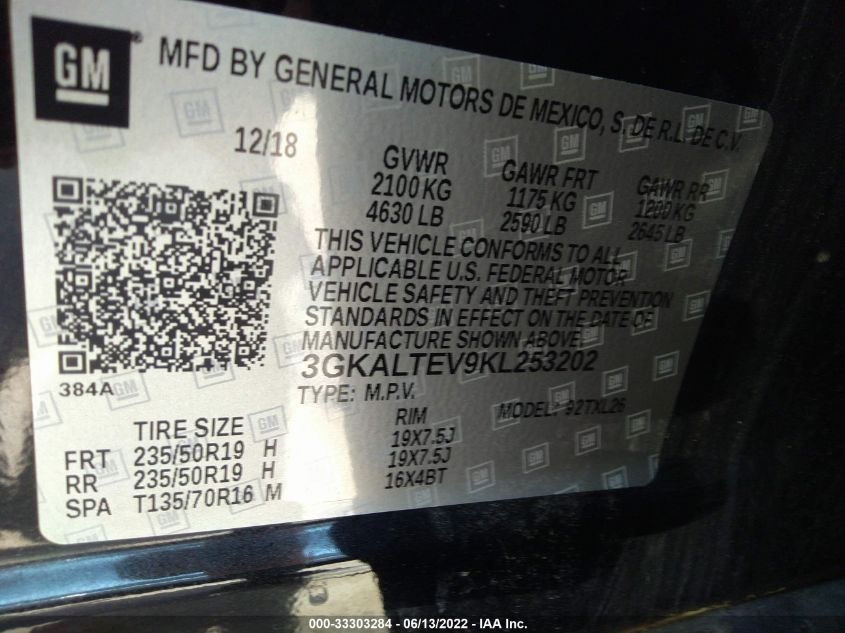 GM
MFD BY GENERAL MOTORS DE MEXICO, S. DE R.L. DE C.V.
12/18
GVWR GAWR FRT GAWR RR
2100 KG 1175 KG 1200 KG
4630 LB 2590 LB 2645 LB
THIS VEHICLE CONFORMS TO ALL
APPLICABLE U.S. FEDERAL MOTOR
VEHICLE SAFETY AND THEFT PREVENTION
STANDARDS IN EFFECT ON THE DATE OF
MANUFACTURE SHOWN ABOVE.
3GKALTEV9KL253202
384A
TYPE: M.P.V. MODEL: 92TXL26
TIRE SIZE RIM
FRT 235/50R19 H 19X7.5J
RR 235/50R19 H 19X7.5J
SPA T135/70R16 M 16X4BT
000-33303284 - 06/13/2022 - IAA Inc.